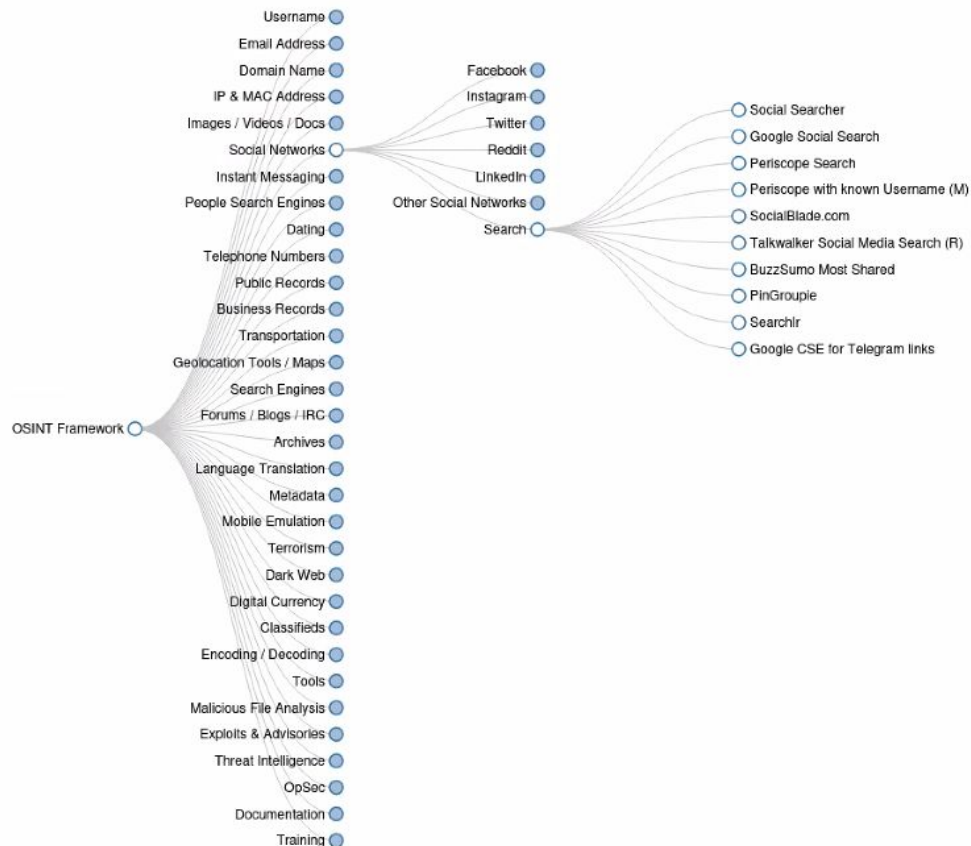 OSINT Framework
Username
Email Address
Domain Name
IP & MAC Address
Images / Videos / Docs
Social Networks
Instant Messaging
People Search Engines
Dating
Telephone Numbers
Public Records
Business Records
Transportation
Geolocation Tools / Maps
Search Engines
Forums / Blogs / IRC
Archives
Language Translation
Metadata
Mobile Emulation
Terrorism
Dark Web
Digital Currency
Classifieds
Encoding / Decoding
Tools
Malicious File Analysis
Exploits & Advisories
Threat Intelligence
OpSec
Documentation
Training
Facebook
Instagram
Twitter
Reddit
LinkedIn
Other Social Networks
Search
Social Searcher
Google Social Search
Periscope Search
Periscope with known Username (M)
SocialBlade.com
Talkwalker Social Media Search (R)
BuzzSumo Most Shared
PinGroupie
Searchlr
Google CSE for Telegram links